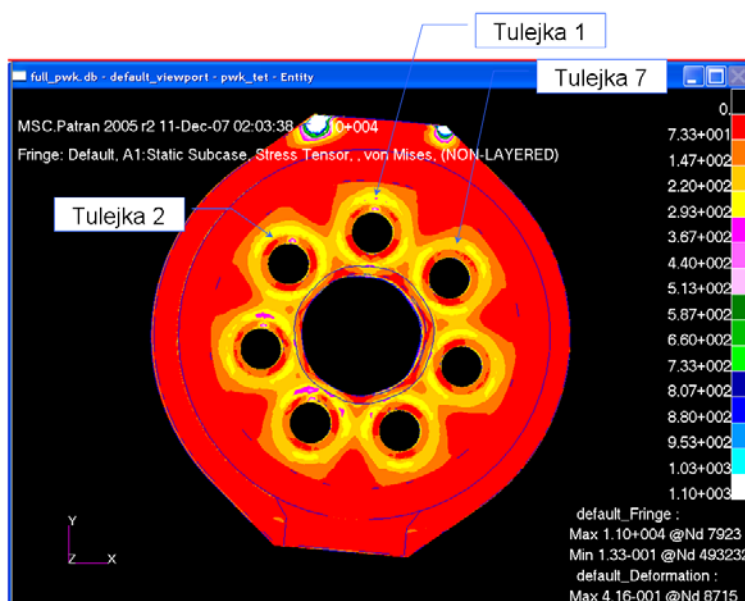 Tulejka 1
Tulejka 7
full_pwk.db - default_viewport - pwk_tet - Entity
MSC.Patran 2005 r2 11-Dec-07 02:03:38
0+004
Fringe: Default, A1:Static Subcase, Stress Tensor, , von Mises, (NON-LAYERED)
Tulejka 2
0.
7.33+001
1.47+002
2.20+002
2.93+002
3.67+002
4.40+002
5.13+002
5.87+002
6.60+002
7.33+002
8.07+002
8.80+002
9.53+002
1.03+003
1.10+003
Y
Z
X
default_Fringe :
Max 1.10+004 @Nd 7923
Min 1.33-001 @Nd 493232
default_Deformation :
Max 4.16-001 @Nd 8715